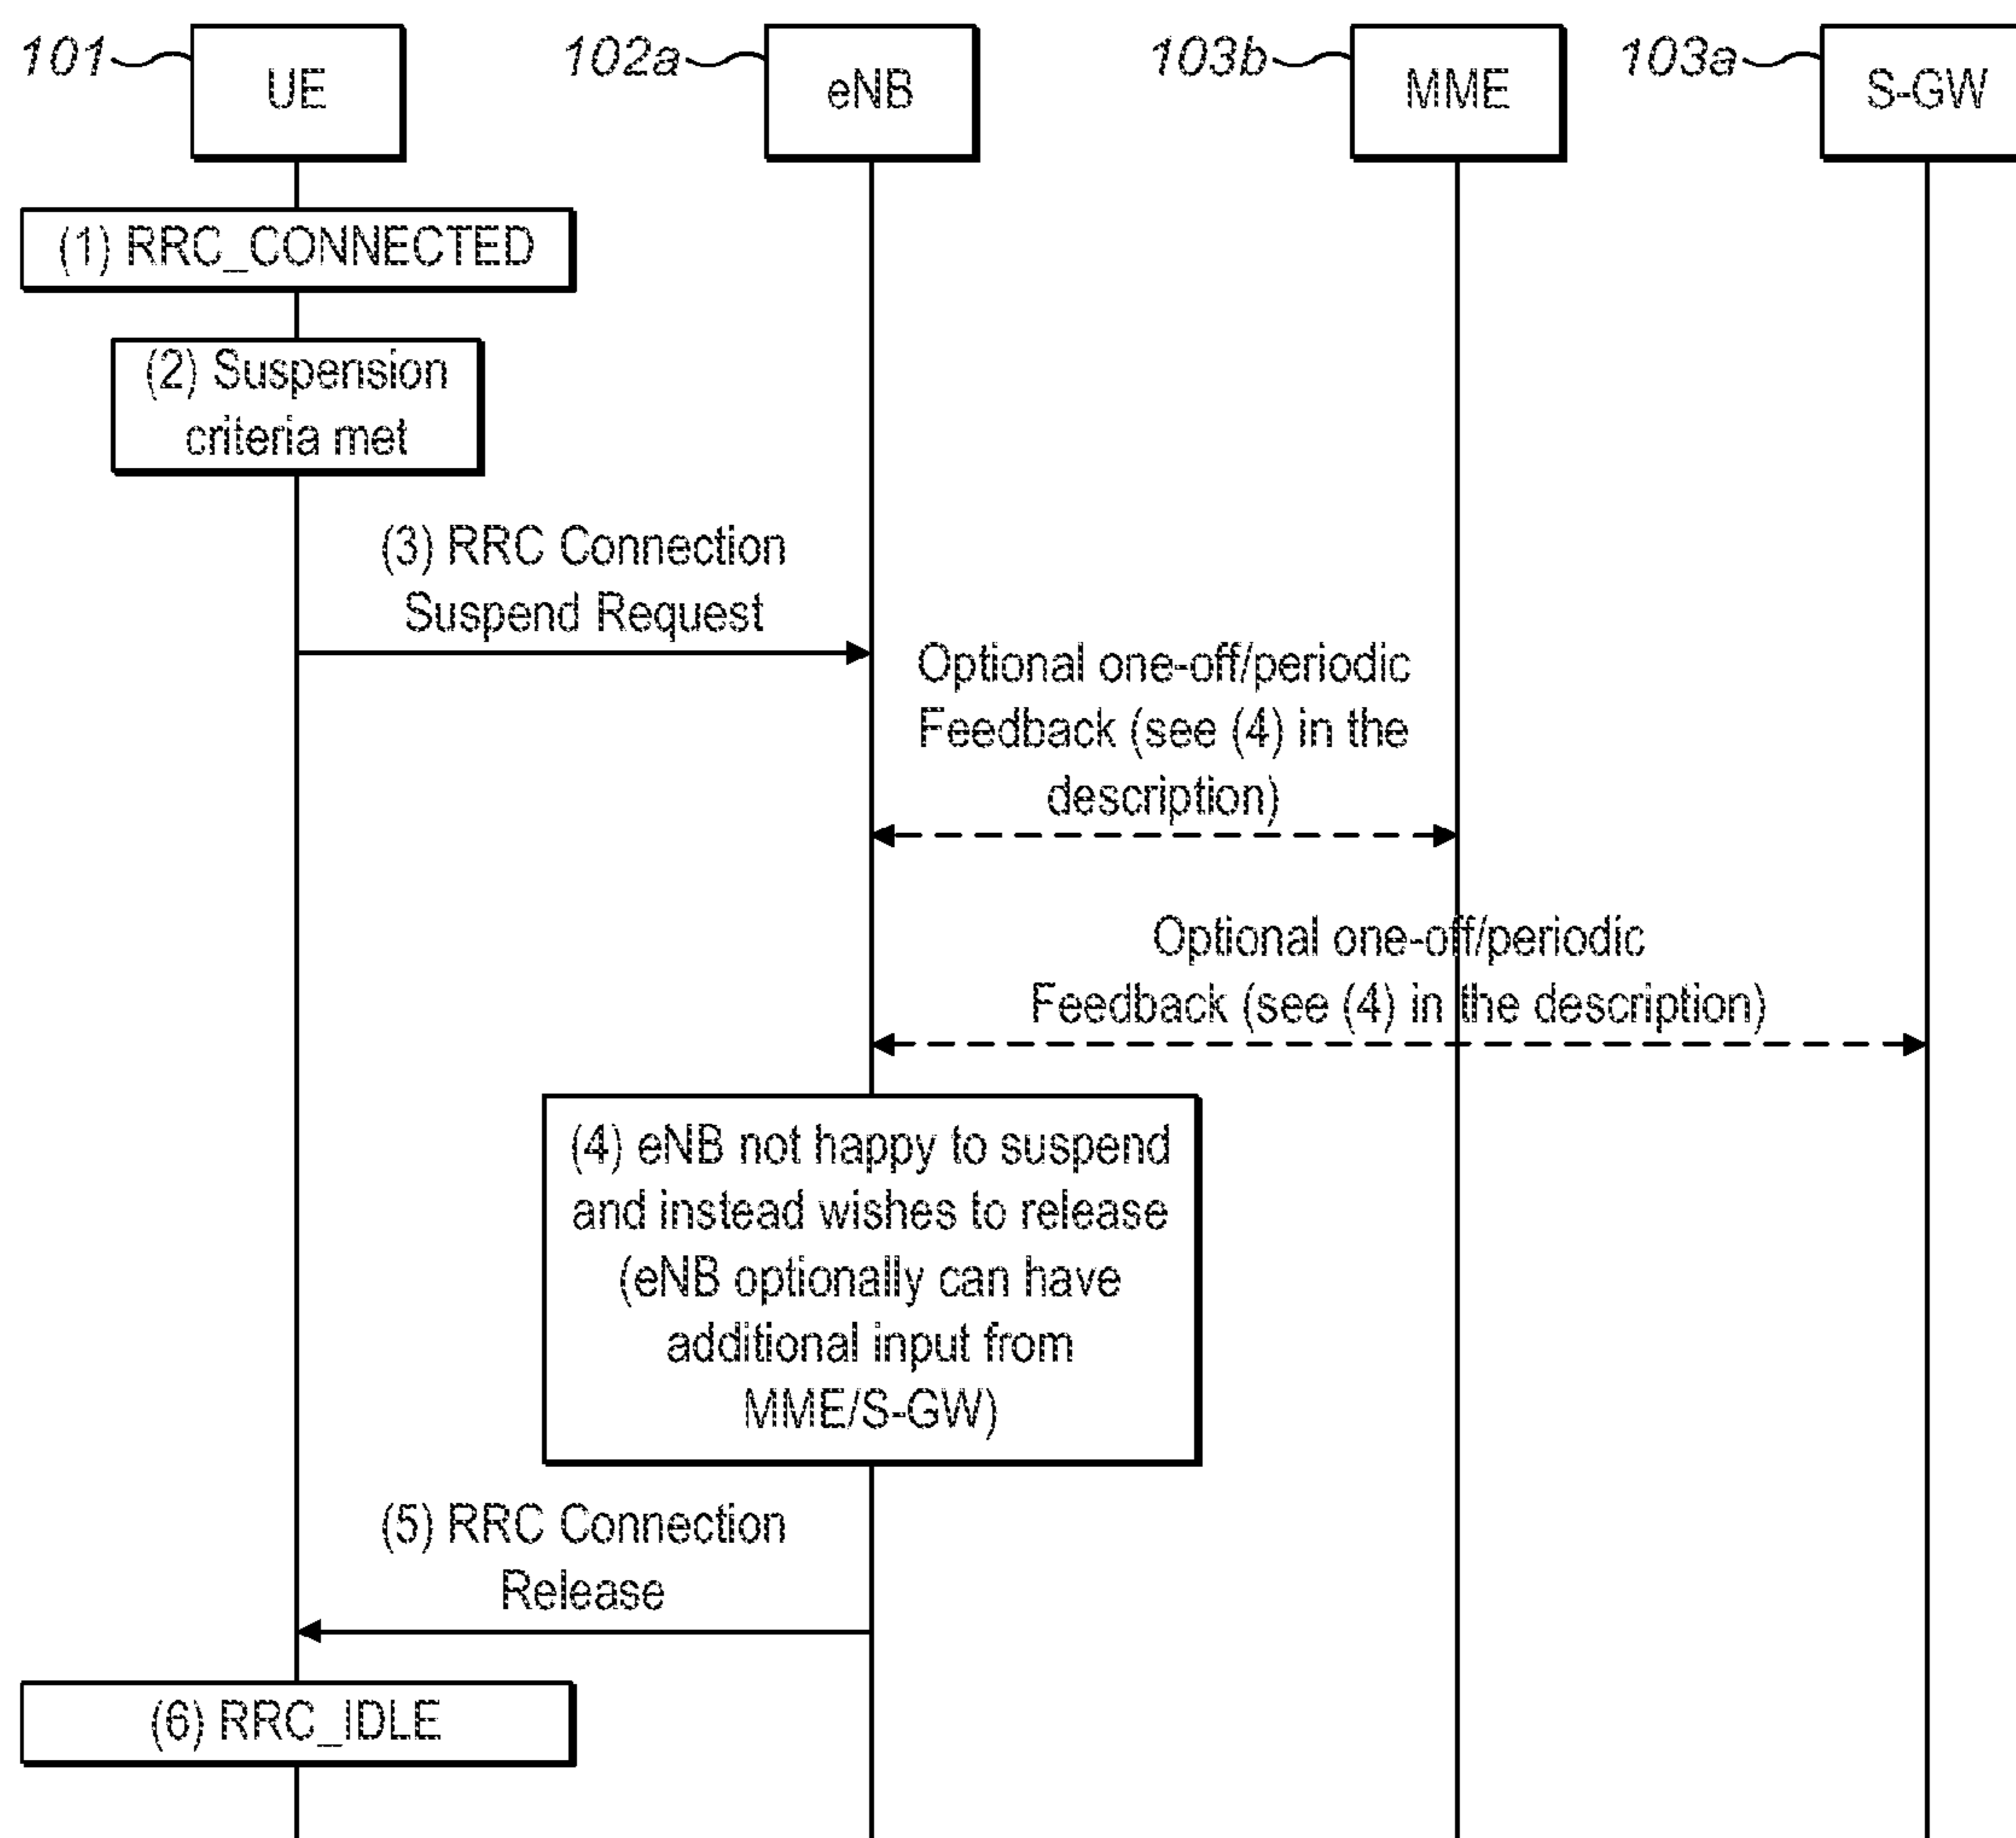 101
UE
102a
eNB
103b
MME
103a
S-GW
(1) RRC_CONNECTED
(2) Suspension
criteria met
(3) RRC Connection
Suspend Request
Optional one-off/periodic
Feedback (see (4) in the
description)
Optional one-off/periodic
Feedback (see (4) in the description)
(4) eNB not happy to suspend
and instead wishes to release
(eNB optionally can have
additional input from
MME/S-GW)
(5) RRC Connection
Release
(6) RRC_IDLE